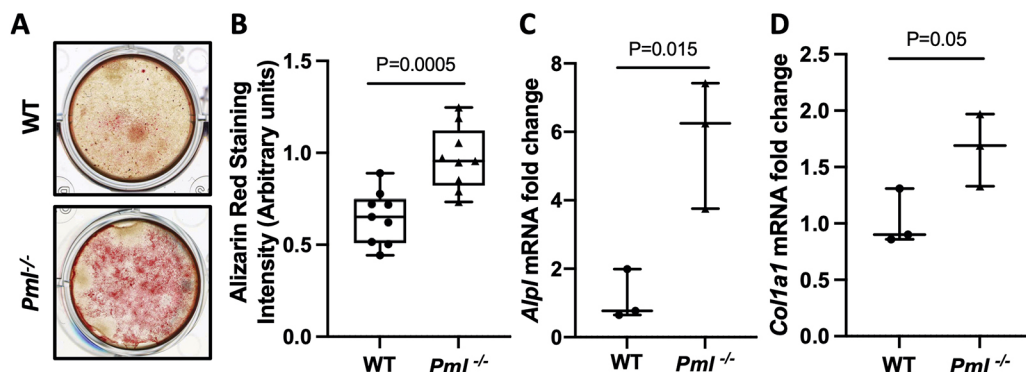 A
WT
Pml-/-
B
Alizarin Red Staining
Intensity (Arbitrary units)
1.5
1.0
0.5
0.0
P=0.0005
WT
Pml -/-
C
Alpl mRNA fold change
8
6
4
2
0
P=0.015
WT
Pml -/-
D
Col1a1 mRNA fold change
2.5
2.0
1.5
1.0
0.5
0.0
P=0.05
WT
Pml -/-